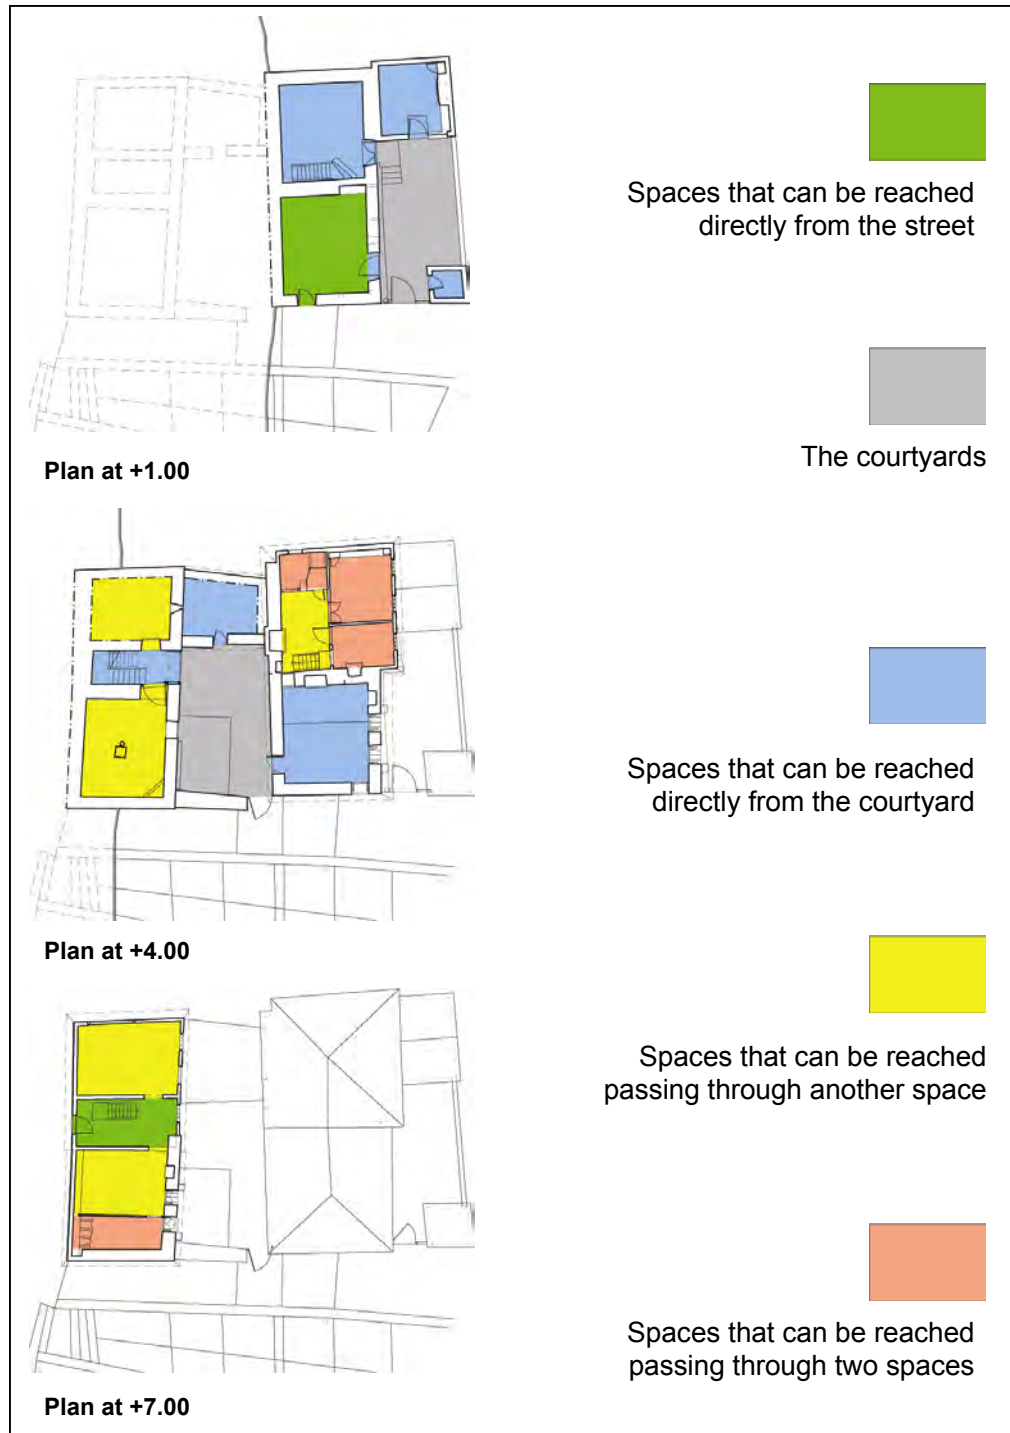 Spaces that can be reached
directly from the street
Plan at +1.00
The courtyards
Spaces that can be reached
directly from the courtyard
Plan at +4.00
Spaces that can be reached
passing through another space
Spaces that can be reached
passing through two spaces
Plan at +7.00